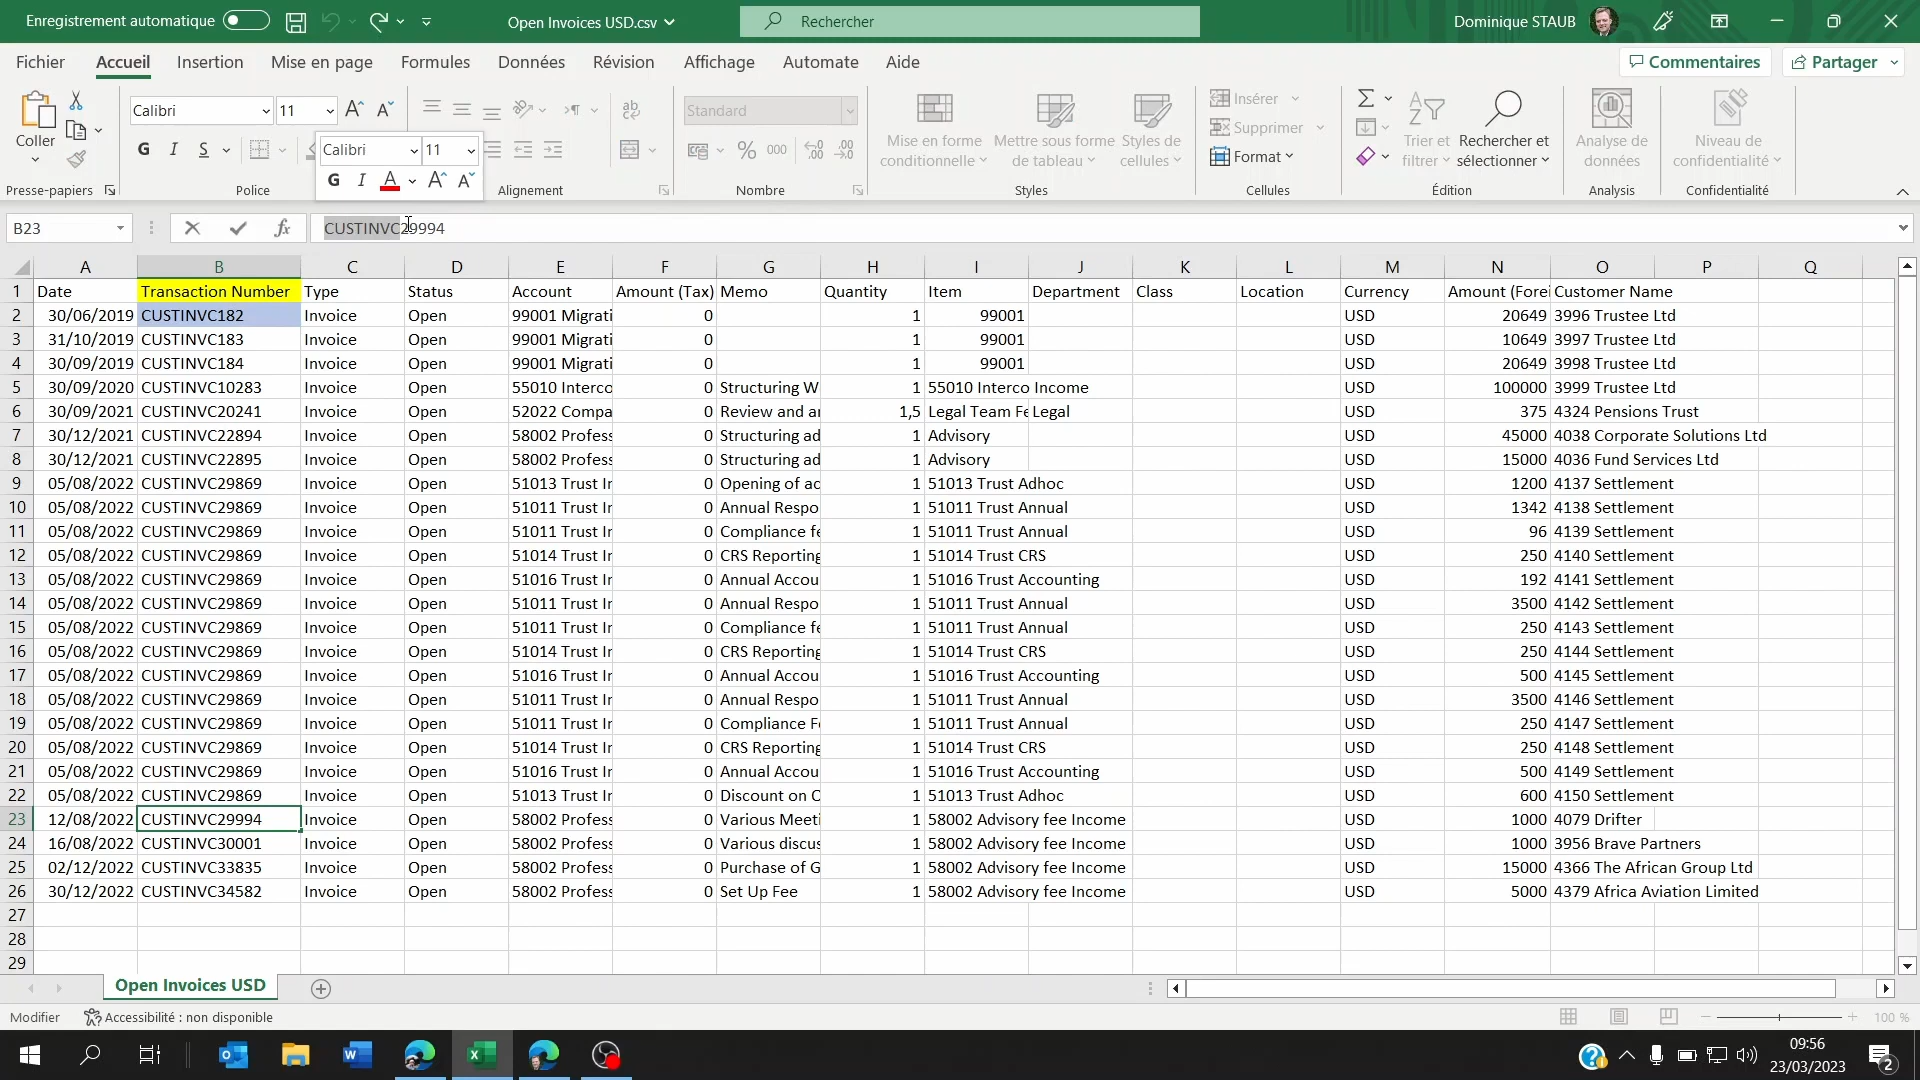 Enregistrement automatique
Open Invoices USD.csv
Rechercher
Dominique STAUB
Fichier Accueil Insertion Mise en page Formules Données Révision Affichage Automate Aide
Commentaires Partager
Coller
Calibri 11
G I S
Calibri 11
G I A
Standard
% 000
Mise en forme conditionnelle
Mettre sous forme de tableau
Styles de cellules
Insérer
Supprimer
Format
Trier et filtrer
Rechercher et sélectionner
Analyse de données
Niveau de confidentialité
Presse-papiers Police Alignement Nombre Styles Cellules Édition Analysis Confidentialité
B23 fx CUSTINVC29994
A B C D E F G H I J K L M N O P Q
1 Date Transaction Number Type Status Account Amount (Tax) Memo Quantity Item Department Class Location Currency Amount (Forei Customer Name
2 30/06/2019 CUSTINVC182 Invoice Open 99001 Migrati 0 1 99001 USD 20649 3996 Trustee Ltd
3 31/10/2019 CUSTINVC183 Invoice Open 99001 Migrati 0 1 99001 USD 10649 3997 Trustee Ltd
4 30/09/2019 CUSTINVC184 Invoice Open 99001 Migrati 0 1 99001 USD 20649 3998 Trustee Ltd
5 30/09/2020 CUSTINVC10283 Invoice Open 55010 Interco 0 Structuring W 1 55010 Interco Income USD 100000 3999 Trustee Ltd
6 30/09/2021 CUSTINVC20241 Invoice Open 52022 Compa 0 Review and ar 1,5 Legal Team Fe Legal USD 375 4324 Pensions Trust
7 30/12/2021 CUSTINVC22894 Invoice Open 58002 Profess 0 Structuring ad 1 Advisory USD 45000 4038 Corporate Solutions Ltd
8 30/12/2021 CUSTINVC22895 Invoice Open 58002 Profess 0 Structuring ad 1 Advisory USD 15000 4036 Fund Services Ltd
9 05/08/2022 CUSTINVC29869 Invoice Open 51013 Trust Ir 0 Opening of ac 1 51013 Trust Adhoc USD 1200 4137 Settlement
10 05/08/2022 CUSTINVC29869 Invoice Open 51011 Trust Ir 0 Annual Respo 1 51011 Trust Annual USD 1342 4138 Settlement
11 05/08/2022 CUSTINVC29869 Invoice Open 51011 Trust Ir 0 Compliance fe 1 51011 Trust Annual USD 96 4139 Settlement
12 05/08/2022 CUSTINVC29869 Invoice Open 51014 Trust Ir 0 CRS Reporting 1 51014 Trust CRS USD 250 4140 Settlement
13 05/08/2022 CUSTINVC29869 Invoice Open 51016 Trust Ir 0 Annual Accou 1 51016 Trust Accounting USD 192 4141 Settlement
14 05/08/2022 CUSTINVC29869 Invoice Open 51011 Trust Ir 0 Annual Respo 1 51011 Trust Annual USD 3500 4142 Settlement
15 05/08/2022 CUSTINVC29869 Invoice Open 51011 Trust Ir 0 Compliance fe 1 51011 Trust Annual USD 250 4143 Settlement
16 05/08/2022 CUSTINVC29869 Invoice Open 51014 Trust Ir 0 CRS Reporting 1 51014 Trust CRS USD 250 4144 Settlement
17 05/08/2022 CUSTINVC29869 Invoice Open 51016 Trust Ir 0 Annual Accou 1 51016 Trust Accounting USD 500 4145 Settlement
18 05/08/2022 CUSTINVC29869 Invoice Open 51011 Trust Ir 0 Annual Respo 1 51011 Trust Annual USD 3500 4146 Settlement
19 05/08/2022 CUSTINVC29869 Invoice Open 51011 Trust Ir 0 Compliance F 1 51011 Trust Annual USD 250 4147 Settlement
20 05/08/2022 CUSTINVC29869 Invoice Open 51014 Trust Ir 0 CRS Reporting 1 51014 Trust CRS USD 250 4148 Settlement
21 05/08/2022 CUSTINVC29869 Invoice Open 51016 Trust Ir 0 Annual Accou 1 51016 Trust Accounting USD 500 4149 Settlement
22 05/08/2022 CUSTINVC29869 Invoice Open 51013 Trust Ir 0 Discount on C 1 51013 Trust Adhoc USD 600 4150 Settlement
23 12/08/2022 CUSTINVC29994 Invoice Open 58002 Profess 0 Various Meeti 1 58002 Advisory fee Income USD 1000 4079 Drifter
24 16/08/2022 CUSTINVC30001 Invoice Open 58002 Profess 0 Various discus 1 58002 Advisory fee Income USD 1000 3956 Brave Partners
25 02/12/2022 CUSTINVC33835 Invoice Open 58002 Profess 0 Purchase of G 1 58002 Advisory fee Income USD 15000 4366 The African Group Ltd
26 30/12/2022 CUSTINVC34582 Invoice Open 58002 Profess 0 Set Up Fee 1 58002 Advisory fee Income USD 5000 4379 Africa Aviation Limited
27
28
29
Open Invoices USD
Modifier Accessibilité : non disponible 100 %
09:56
23/03/2023
2